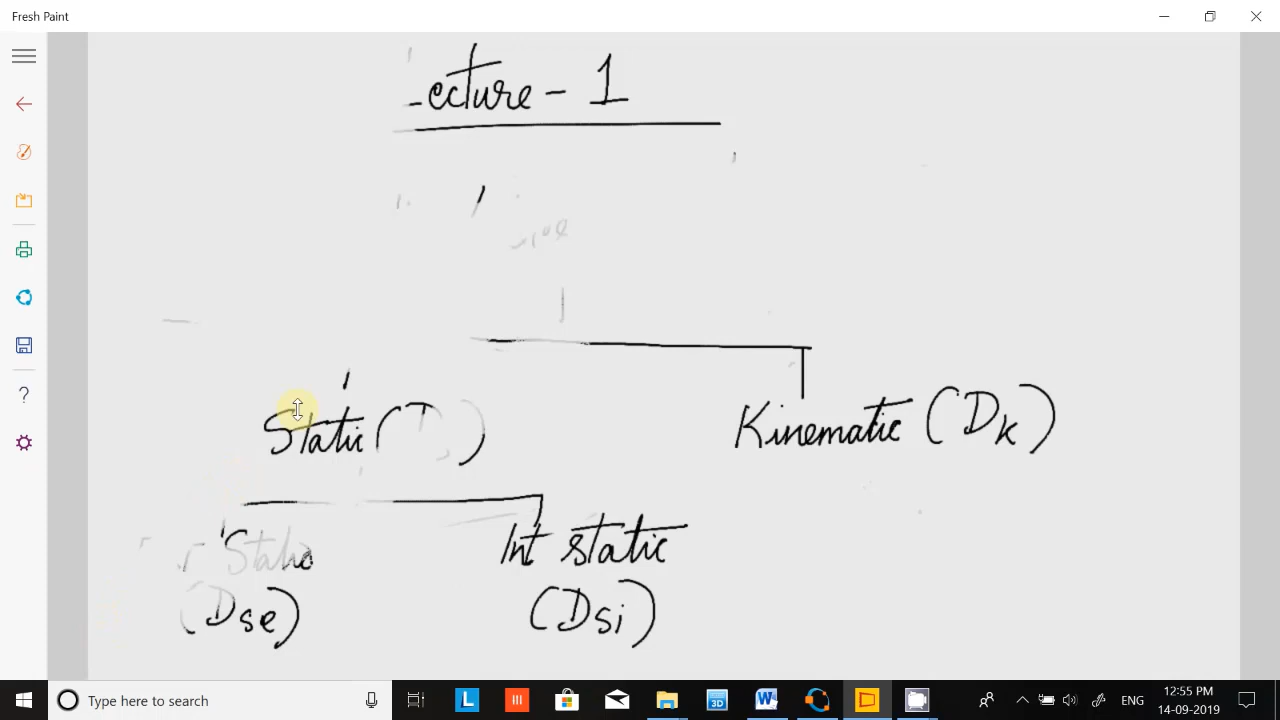 Fresh Paint
Lecture - 1
Static ( )
Kinematic (Dk)
Int static
(Dse)
(Dsi)
Type here to search
ENG
12:55 PM
14-09-2019